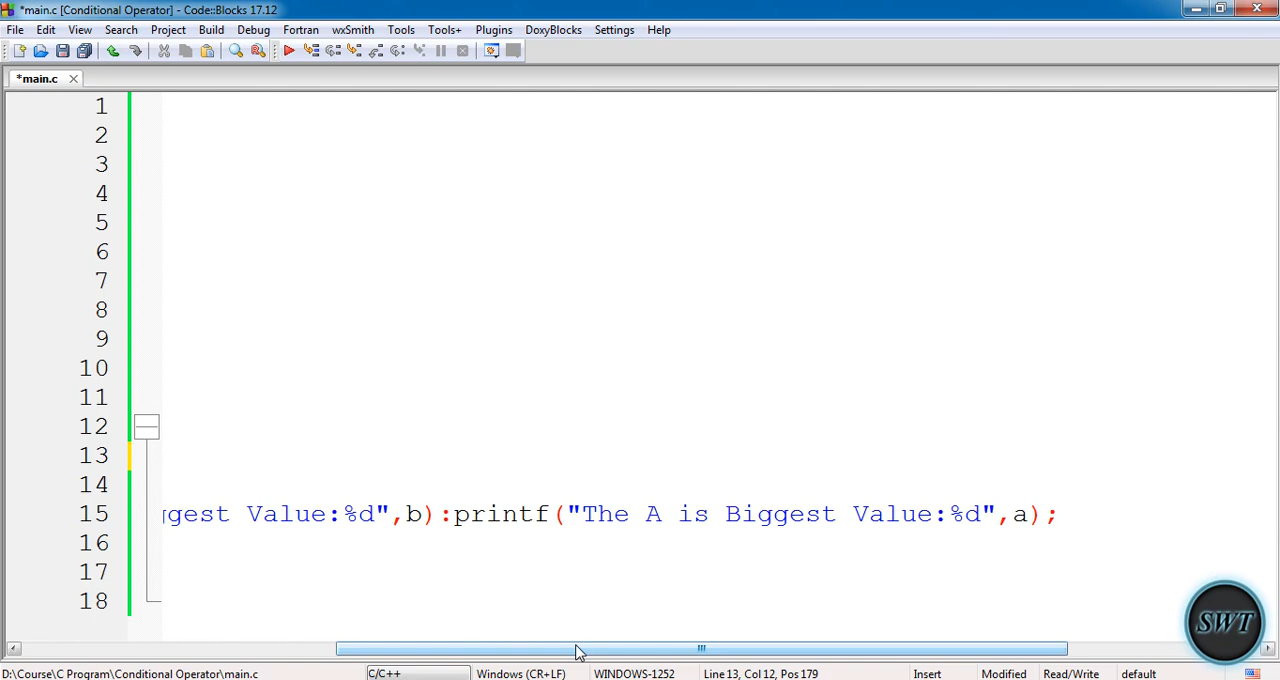 *main.c [Conditional Operator] - Code::Blocks 17.12
File Edit View Search Project Build Debug Fortran wxSmith Tools Tools+ Plugins DoxyBlocks Settings Help
*main.c
1
2
3
4
5
6
7
8
9
10
11
12
13
14
15 ggest Value:%d",b):printf("The A is Biggest Value:%d",a);
16
17
18
SWT
D:\Course\C Program\Conditional Operator\main.c C/C++ Windows (CR+LF) WINDOWS-1252 Line 13, Col 12, Pos 179 Insert Modified Read/Write default